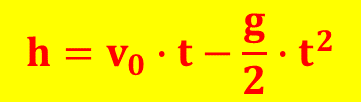 h = v₀ · t − g/2 · t²